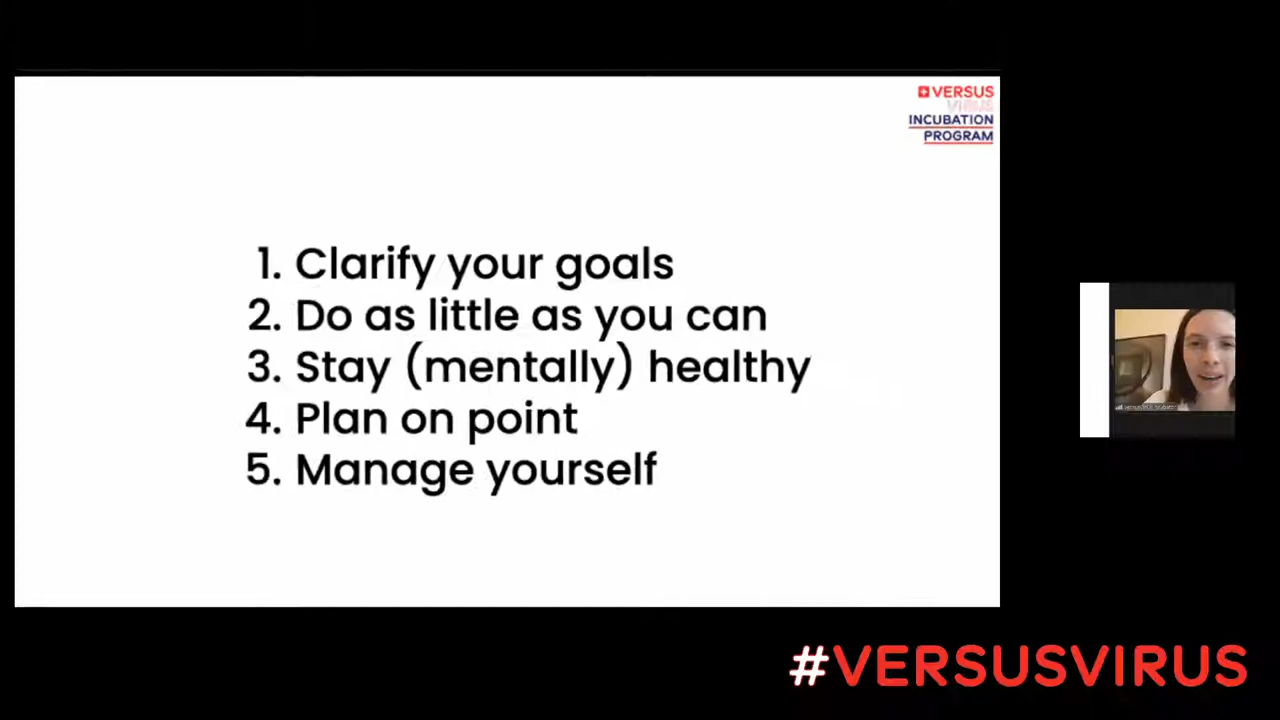 VERSUS
VIRUS
INCUBATION
PROGRAM
1. Clarify your goals
2. Do as little as you can
3. Stay (mentally) healthy
4. Plan on point
5. Manage yourself
#VERSUSVIRUS